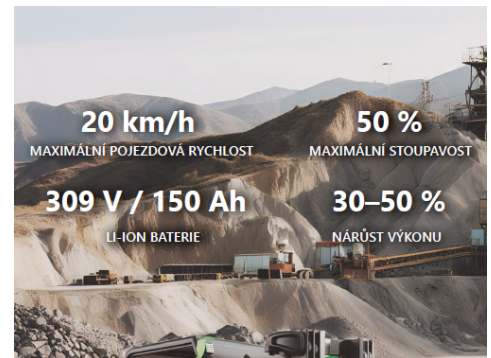 20 km/h
MAXIMÁLNÍ POJEZDOVÁ RYCHLOST
50 %
MAXIMÁLNÍ STOUPAVOST
309 V / 150 Ah
LI-ION BATERIE
30–50 %
NÁRŮST VÝKONU